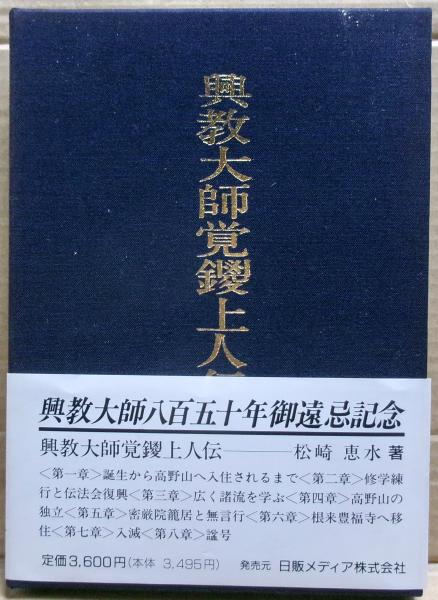 興教大師覚鑁上人伝
興教大師八百五十年御遠忌記念
興教大師覚鑁上人伝――松崎 恵水 著
〈第一章〉誕生から高野山へ入住されるまで〈第二章〉修学練
行と伝法会復興〈第三章〉広く諸流を学ぶ〈第四章〉高野山の
独立〈第五章〉密厳院籠居と無言行〈第六章〉根来豊福寺へ移
住〈第七章〉入滅〈第八章〉諡号
定価3,600円(本体 3,495円) 発売元 日販メディア株式会社